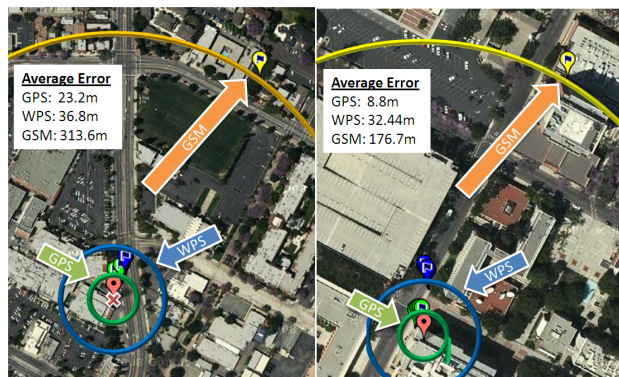 Average Error
GPS: 23.2m
WPS: 36.8m
GSM: 313.6m
GSM
GPS
WPS
Average Error
GPS: 8.8m
WPS: 32.44m
GSM: 176.7m
GSM
WPS
GPS